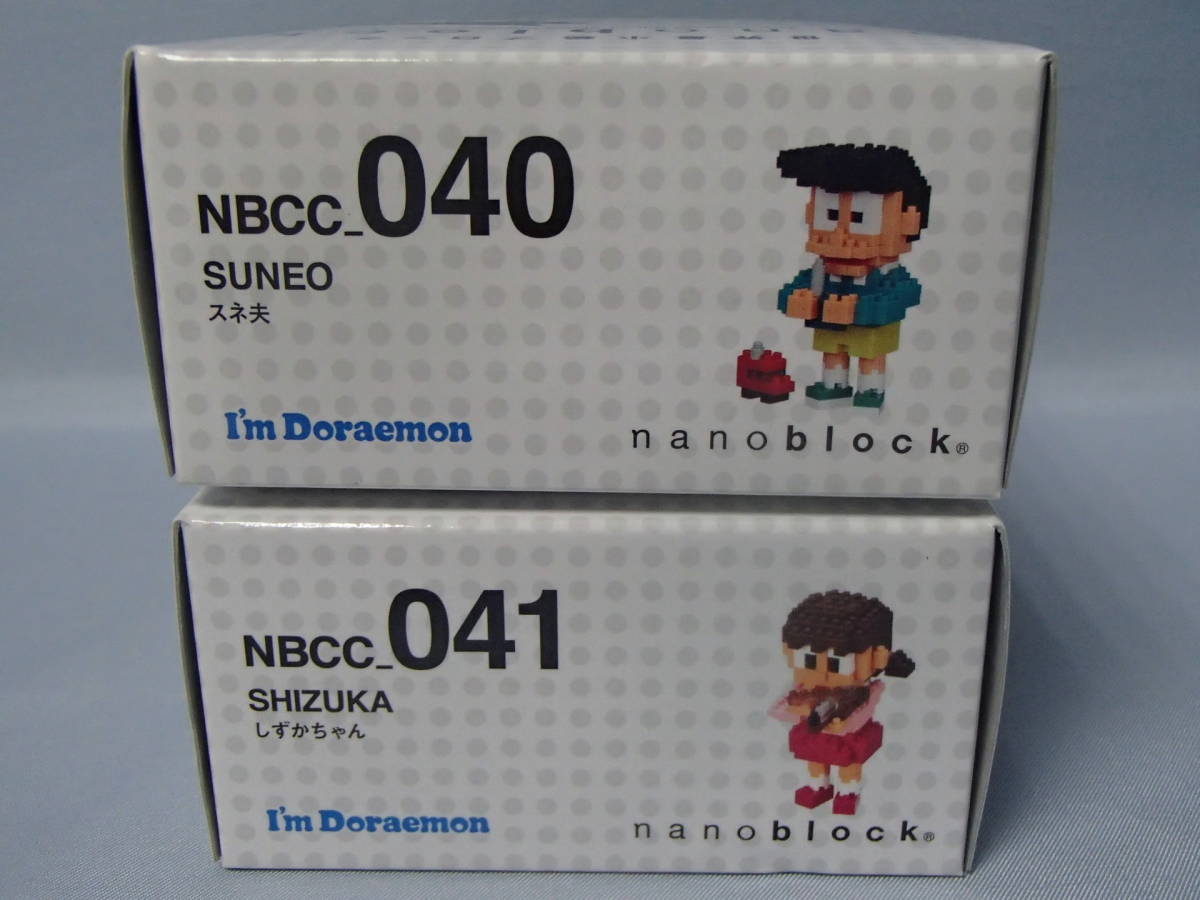 NBCC_040
SUNEO
スネ夫
I'm Doraemon
nanoblock®
NBCC_041
SHIZUKA
しずかちゃん
I'm Doraemon
nanoblock®